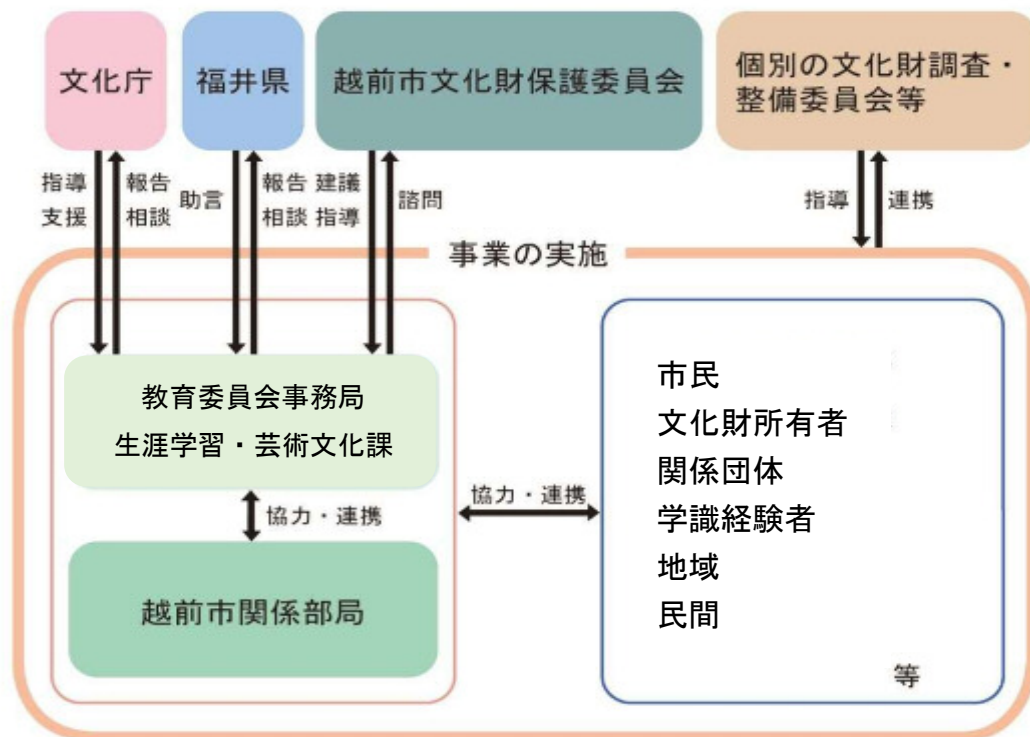 文化庁
福井県
越前市文化財保護委員会
個別の文化財調査・
整備委員会等
指導
支援
報告
相談
助言
報告
相談
建議
指導
諮問
指導
連携
事業の実施
教育委員会事務局
生涯学習・芸術文化課
協力・連携
越前市関係部局
協力・連携
市民
文化財所有者
関係団体
学識経験者
地域
民間
等